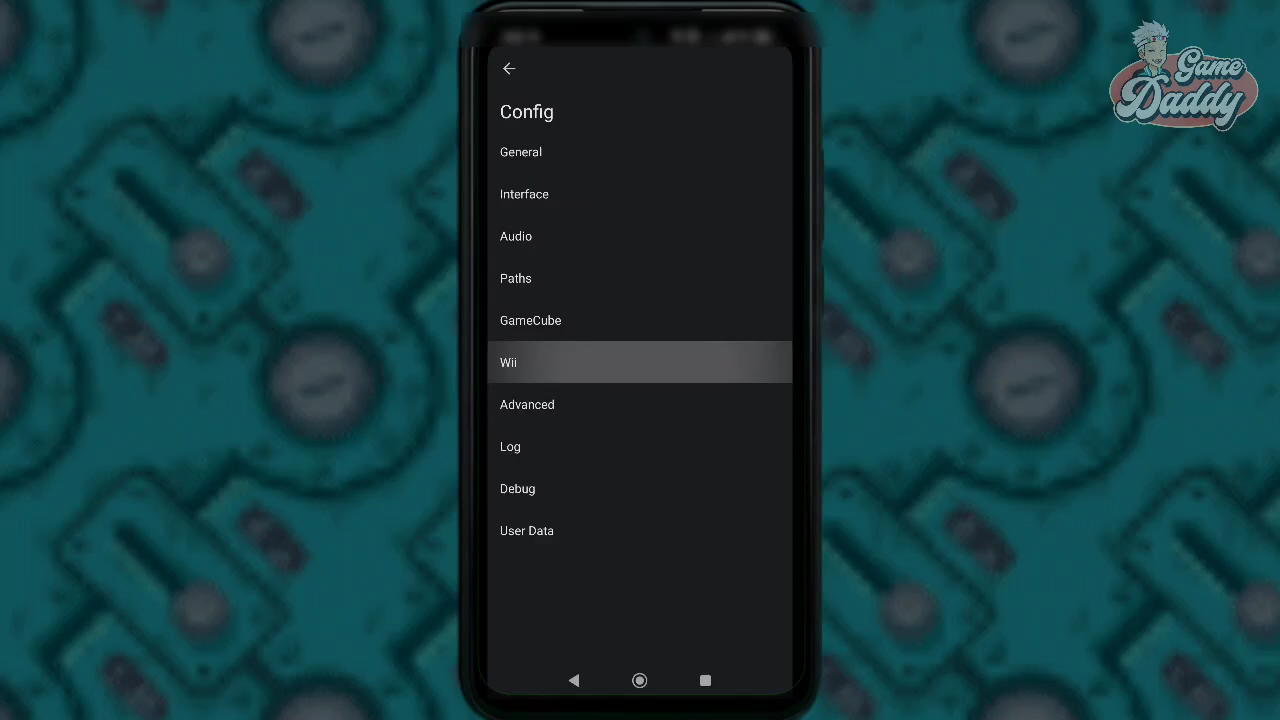 Game
Daddy
Config
General
Interface
Audio
Paths
GameCube
Wii
Advanced
Log
Debug
User Data